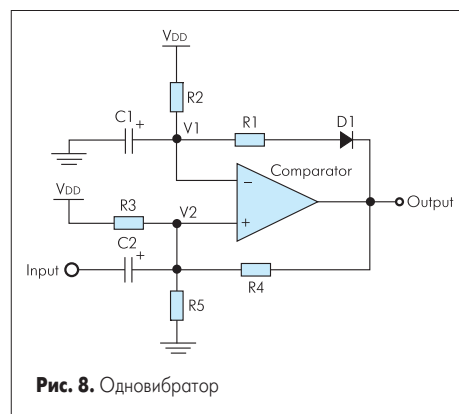 VDD
R2
C1
+
V1
R1
D1
Comparator
VDD
−
R3
V2
+
Output
C2
+
Input
R4
R5
Рис. 8. Одновибратор